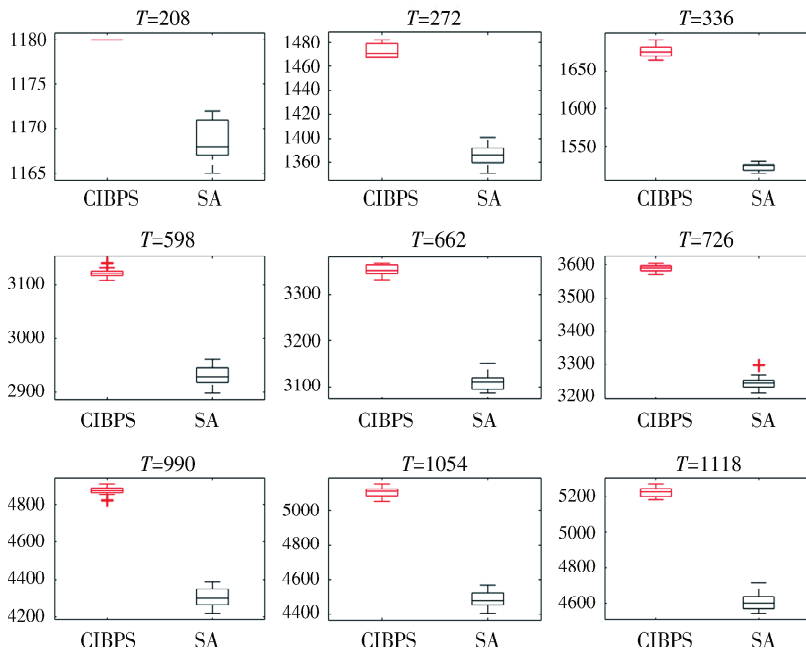 T=208
1180
1175
1170
1165
CIBPS SA
T=272
1480
1460
1440
1420
1400
1380
1360
CIBPS SA
T=336
1650
1600
1550
CIBPS SA
T=598
3100
3000
2900
CIBPS SA
T=662
3300
3200
3100
CIBPS SA
T=726
3600
3500
3400
3300
3200
CIBPS SA
T=990
4800
4600
4400
4200
CIBPS SA
T=1054
5000
4800
4600
4400
CIBPS SA
T=1118
5200
5000
4800
4600
CIBPS SA